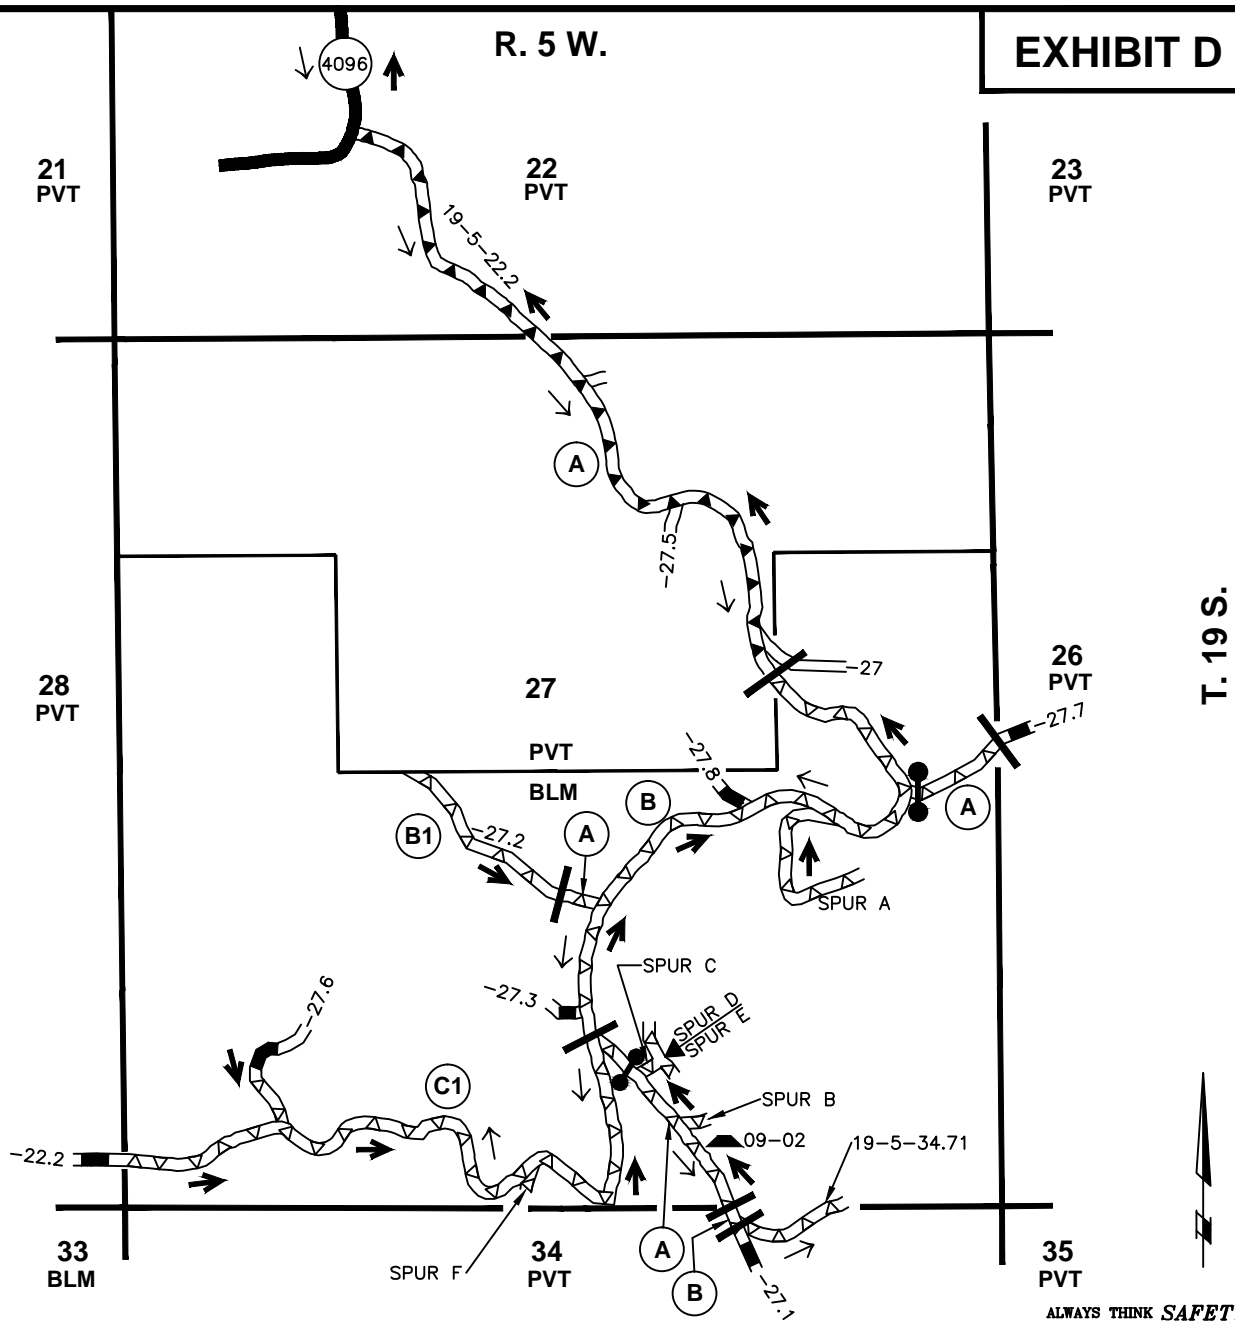 R. 5 W.
EXHIBIT D
4096
21
PVT
22
PVT
23
PVT
19-5-22.2
A
-27.5
T. 19 S.
28
PVT
27
-27
26
PVT
-27.7
PVT
BLM
-27.8
B
A
B1
-27.2
A
SPUR A
SPUR C
-27.3
SPUR D
SPUR E
-27.6
C1
SPUR B
09-02
19-5-34.71
-22.2
33
BLM
SPUR F
34
PVT
A
B
-27.1
35
PVT
ALWAYS THINK SAFET